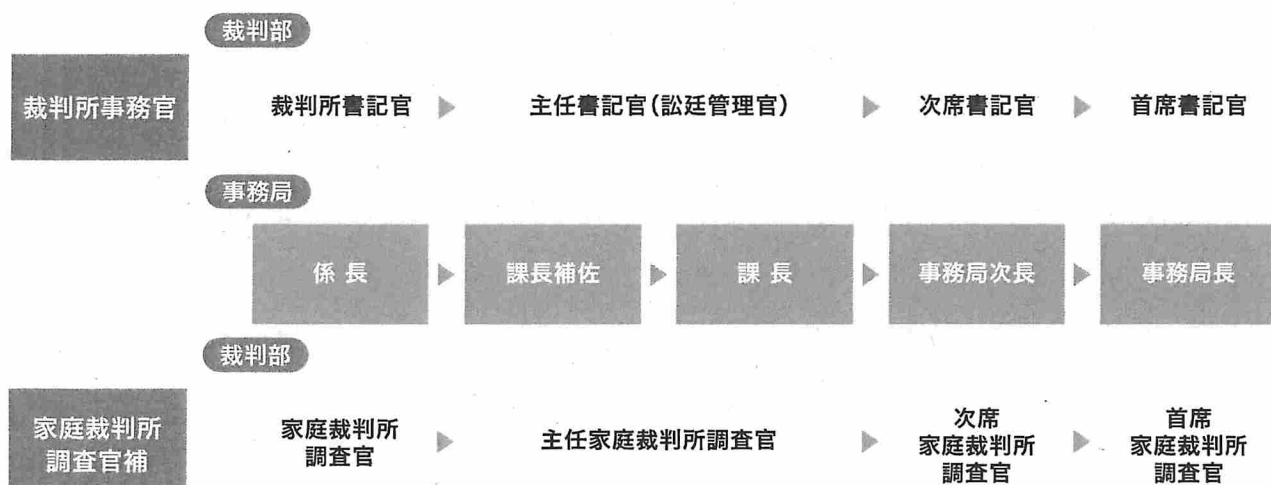 裁判部
裁判所事務官
裁判所書記官
主任書記官(訟廷管理官)
次席書記官
首席書記官
事務局
係 長
課長補佐
課 長
事務局次長
事務局長
裁判部
家庭裁判所
調査官補
家庭裁判所
調査官
主任家庭裁判所調査官
次席
家庭裁判所
調査官
首席
家庭裁判所
調査官